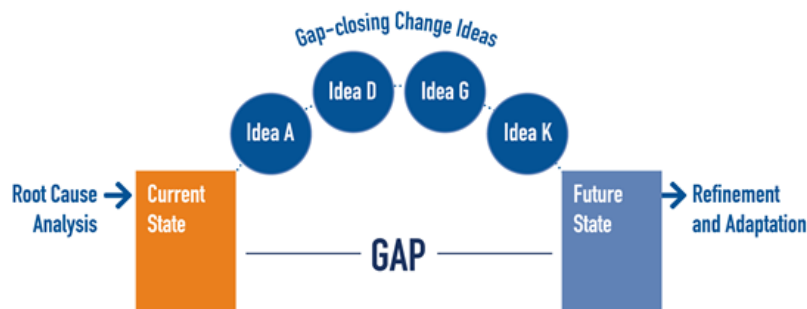 Gap-closing Change Ideas
Idea A
Idea D
Idea G
Idea K
Root Cause
Analysis
Current
State
GAP
Future
State
Refinement
and Adaptation